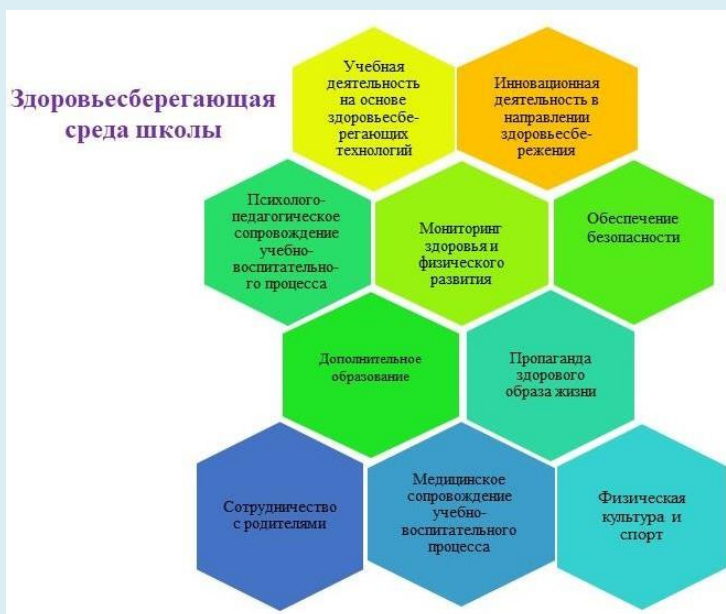 Здоровьесберегающая
среда школы
Учебная
деятельность
на основе
здоровьесбе-
регающих
технологий
Инновационная
деятельность в
направлении
здоровьесбе-
режения
Психолого-
педагогическое
сопровождение
учебно-
воспитательно-
го процесса
Мониторинг
здоровья и
физического
развития
Обеспечение
безопасности
Дополнительное
образование
Пропаганда
здорового
образа жизни
Сотрудничество
с родителями
Медицинское
сопровождение
учебно-
воспитательного
процесса
Физическая
культура и
спорт